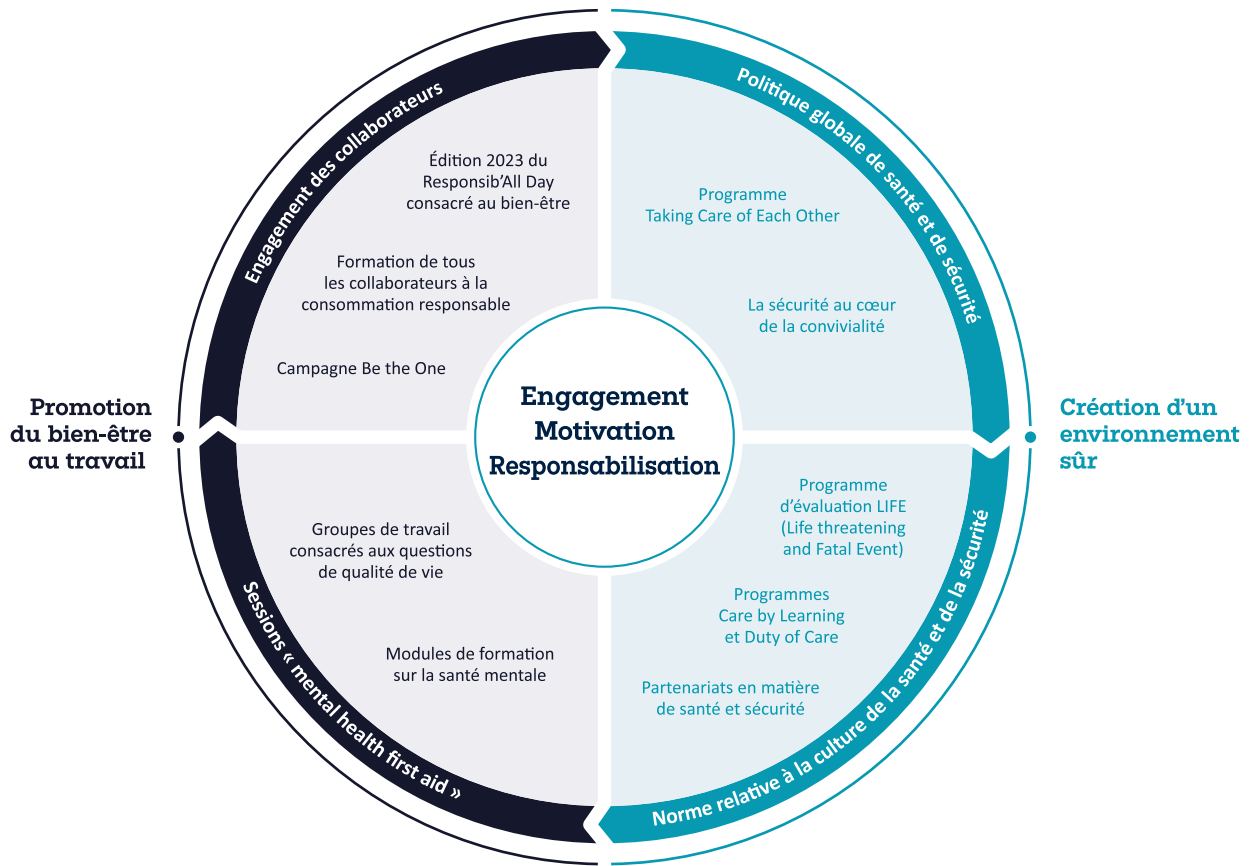 Engagement des collaborateurs
Édition 2023 du
Responsib'All Day
consacré au bien-être
Formation de tous
les collaborateurs à la
consommation responsable
Campagne Be the One
Politique globale de santé et de sécurité
Programme
Taking Care of Each Other
La sécurité au cœur
de la convivialité
Promotion
du bien-être
au travail
Engagement
Motivation
Responsabilisation
Création d'un
environnement
sûr
Sessions « mental health first aid »
Groupes de travail
consacrés aux questions
de qualité de vie
Modules de formation
sur la santé mentale
Norme relative à la culture de la santé et de la sécurité
Programme
d'évaluation LIFE
(Life threatening
and Fatal Event)
Programmes
Care by Learning
et Duty of Care
Partenariats en matière
de santé et sécurité